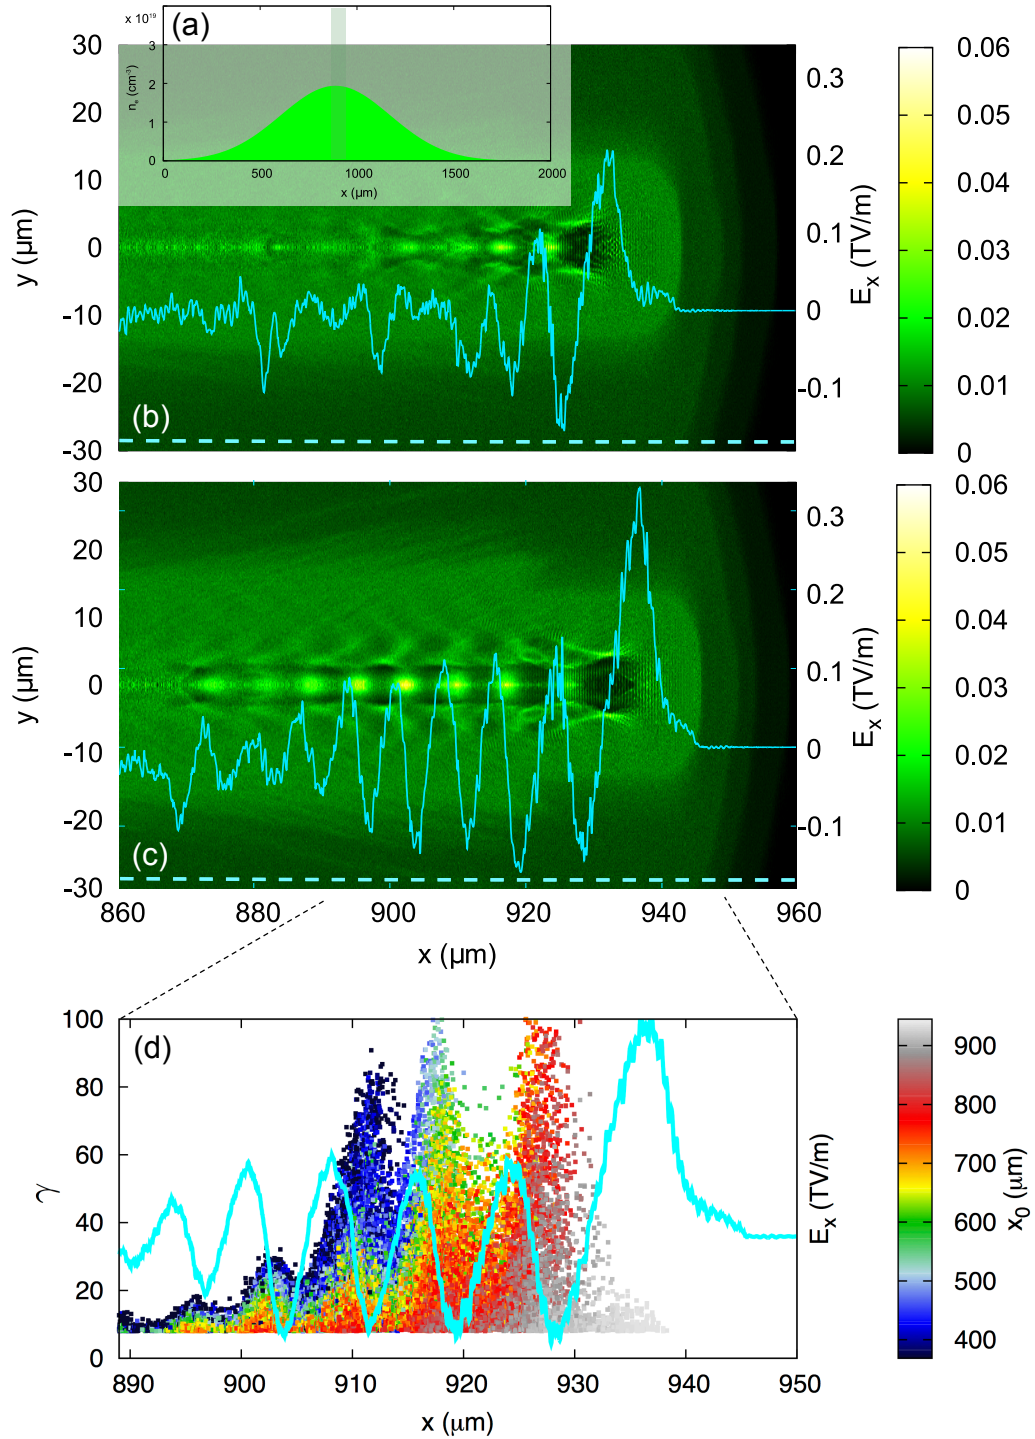 x 10¹⁹
(a)
3
2
1
0
nₑ (cm⁻³)
0 500 1000 1500 2000
x (µm)
30
20
10
0
-10
-20
-30
y (µm)
(b)
0.3
0.2
0.1
0
-0.1
E_x (TV/m)
0.06
0.05
0.04
0.03
0.02
0.01
0
30
20
10
0
-10
-20
-30
y (µm)
(c)
0.3
0.2
0.1
0
-0.1
E_x (TV/m)
0.06
0.05
0.04
0.03
0.02
0.01
0
860 880 900 920 940 960
x (µm)
100
80
60
40
20
0
γ
(d)
E_x (TV/m)
900
800
700
600
500
400
x_0 (µm)
890 900 910 920 930 940 950
x (µm)